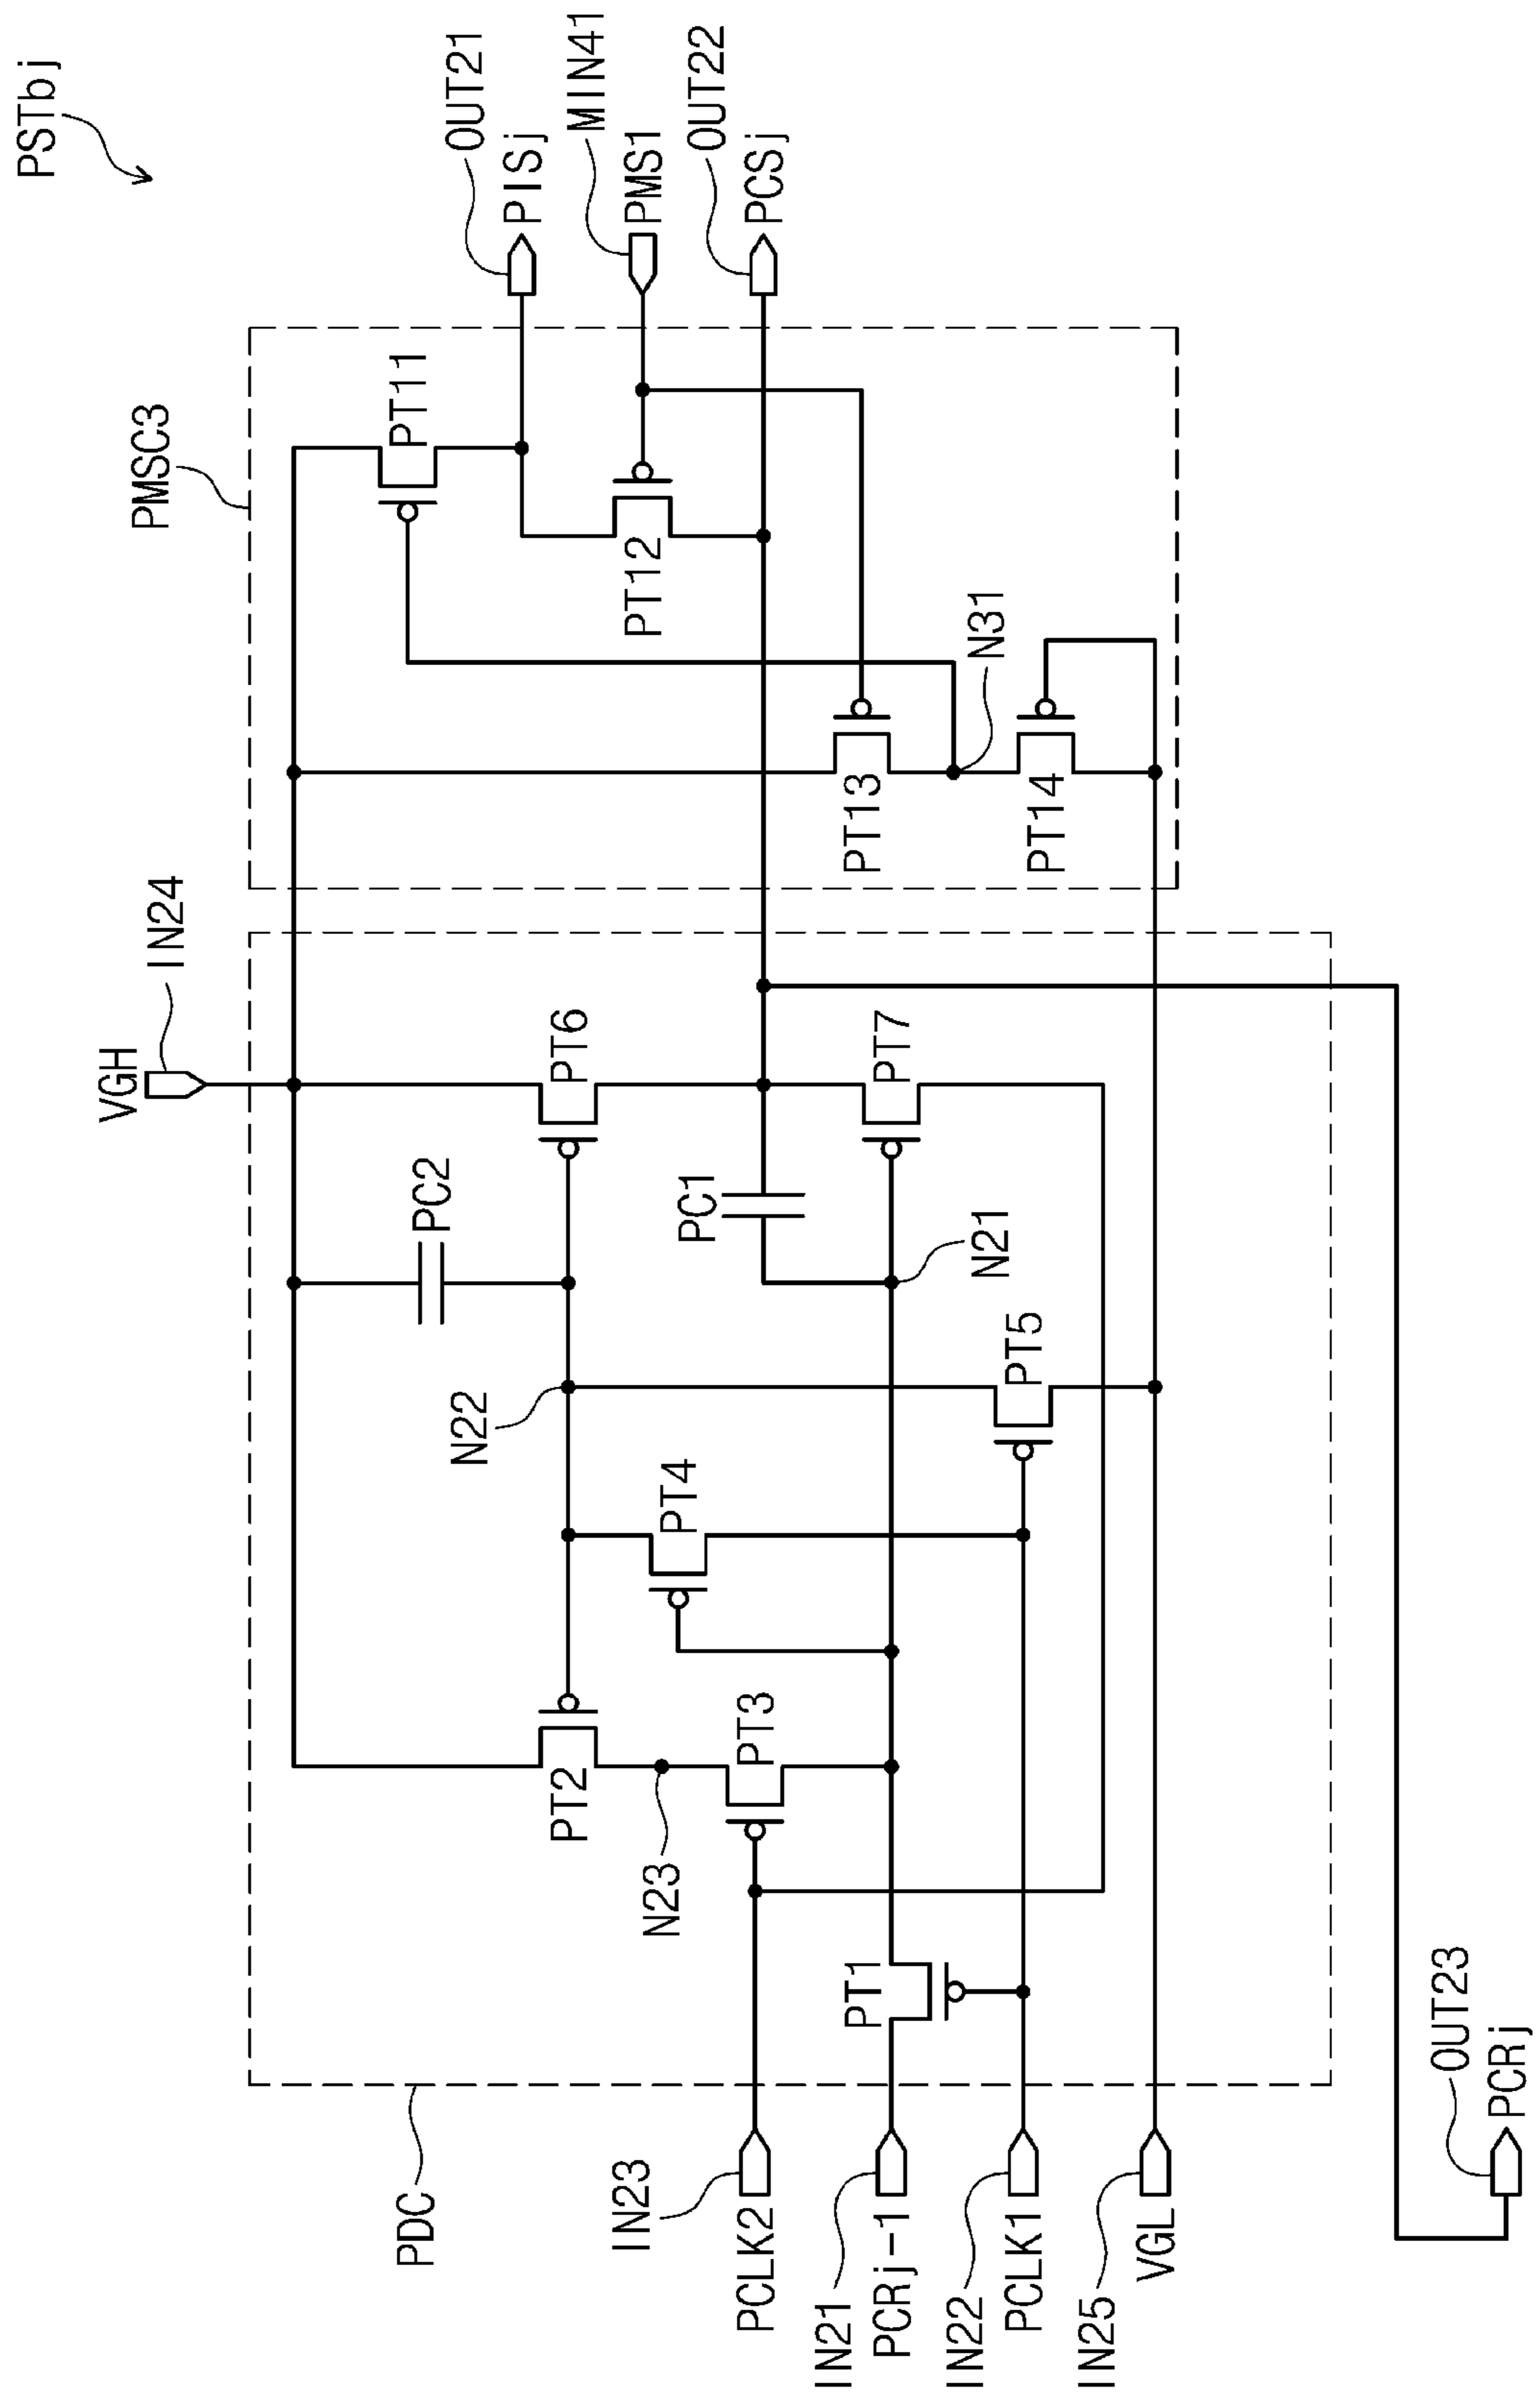 PSTbj
OUT21
PISj
MIN41
PMS1
OUT22
PCSj
PMSC3
PT11
PT12
N31
PT13
PT14
IN24
VGH
PT6
PT7
PC2
PC1
N21
N22
PT5
PT4
PT2
PT3
N23
PT1
PDC
IN23
PCLK2
IN21
PCRj-1
IN22
PCLK1
IN25
VGL
OUT23
PCRj